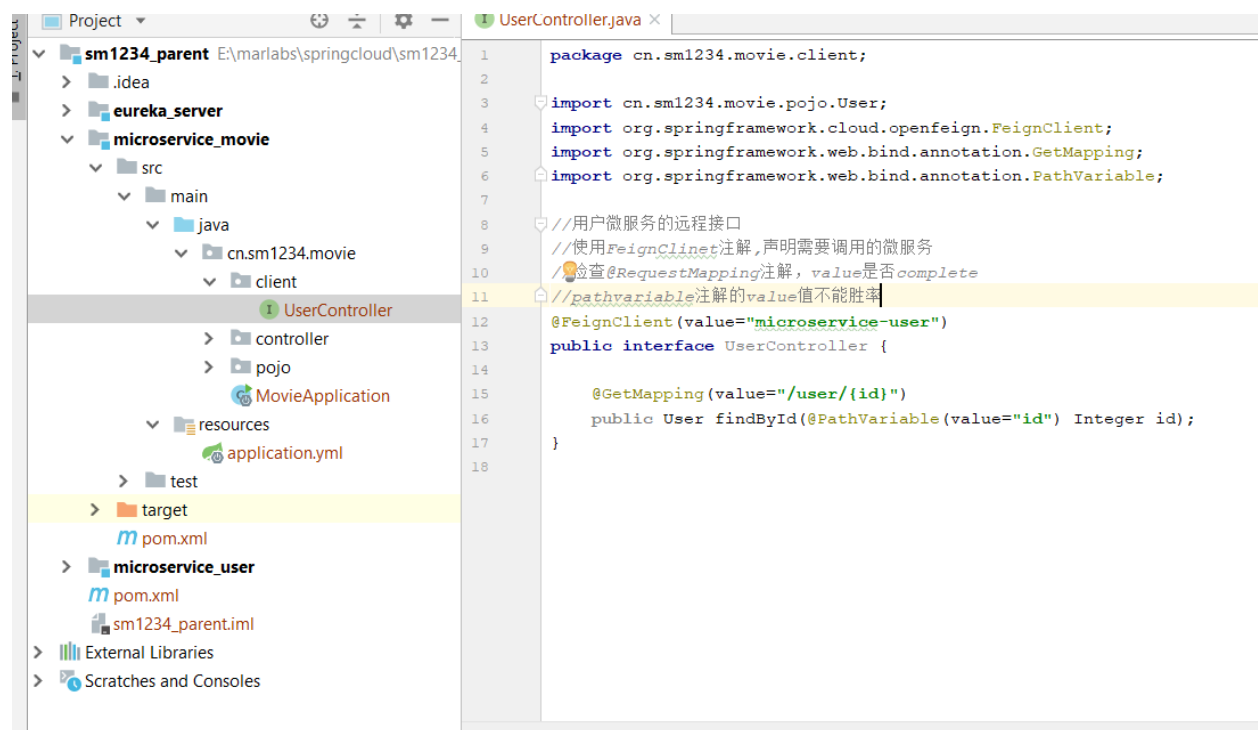 Project
UserController.java
sm1234_parent E:\marlabs\springcloud\sm1234_
.idea
eureka_server
microservice_movie
src
main
java
cn.sm1234.movie
client
UserController
controller
pojo
MovieApplication
resources
application.yml
test
target
pom.xml
microservice_user
pom.xml
sm1234_parent.iml
External Libraries
Scratches and Consoles
1 package cn.sm1234.movie.client;
2
3 import cn.sm1234.movie.pojo.User;
4 import org.springframework.cloud.openfeign.FeignClient;
5 import org.springframework.web.bind.annotation.GetMapping;
6 import org.springframework.web.bind.annotation.PathVariable;
7
8 //用户微服务的远程接口
9 //使用FeignClinet注解,声明需要调用的微服务
10 /检查@RequestMapping注解，value是否complete
11 //pathvariable注解的value值不能胜率
12 @FeignClient(value="microservice-user")
13 public interface UserController {
14
15 @GetMapping(value="/user/{id}")
16 public User findById(@PathVariable(value="id") Integer id);
17 }
18